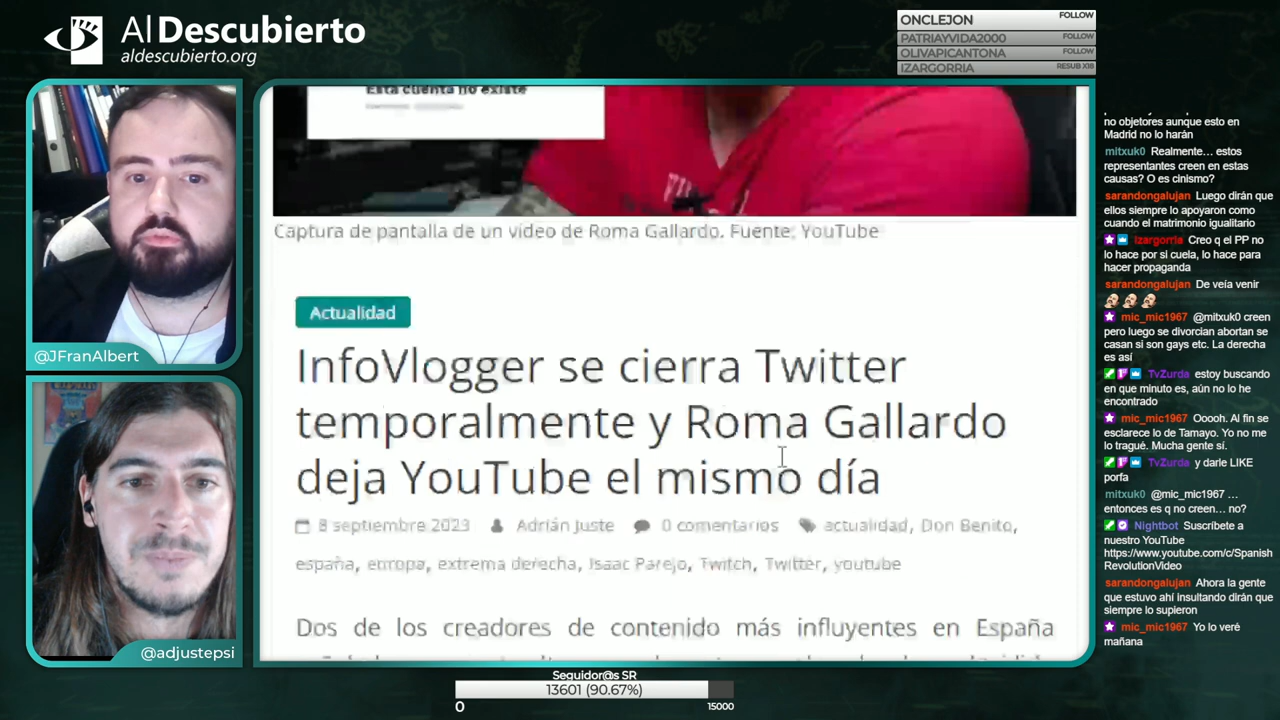 Al Descubierto
aldescubierto.org
ONCLEJON FOLLOW
PATRIAYVIDA2000 FOLLOW
OLIVAPICANTONA FOLLOW
IZARGORRIA RESUB X18
@JFranAlbert
@adjustepsi
Esta cuenta no existe
Captura de pantalla de un vídeo de Roma Gallardo. Fuente: YouTube
Actualidad
InfoVlogger se cierra Twitter
temporalmente y Roma Gallardo
deja YouTube el mismo día
8 septiembre 2023 Adrián Juste 0 comentarios actualidad, Don Benito,
españa, europa, extrema derecha, Isaac Parejo, Twitch, Twitter, youtube
Dos de los creadores de contenido más influyentes en España
no objetores aunque esto en
Madrid no lo harán
mitxuk0 Realmente… estos
representantes creen en estas
causas? O es cinismo?
sarandongalujan Luego dirán que
ellos siempre lo apoyaron como
cuando el matrimonio igualitario
Izargorria Creo q el PP no
lo hace por si cuela, lo hace para
hacer propaganda
sarandongalujan De veía venir
mic_mic1967 @mitxuk0 creen
pero luego se divorcian abortan se
casan si son gays etc. La derecha
es así
TvZurda estoy buscando
en que minuto es, aún no lo he
encontrado
mic_mic1967 Ooooh. Al fin se
esclarece lo de Tamayo. Yo no me
lo tragué. Mucha gente sí.
TvZurda y darle LIKE
porfa
mitxuk0 @mic_mic1967 …
entonces es q no creen… no?
Nightbot Suscríbete a
nuestro YouTube
https://www.youtube.com/c/Spanish
RevolutionVideo
sarandongalujan Ahora la gente
que estuvo ahí insultando dirán que
siempre lo supieron
mic_mic1967 Yo lo veré
mañana
Seguidor@s SR
13601 (90.67%)
0 15000